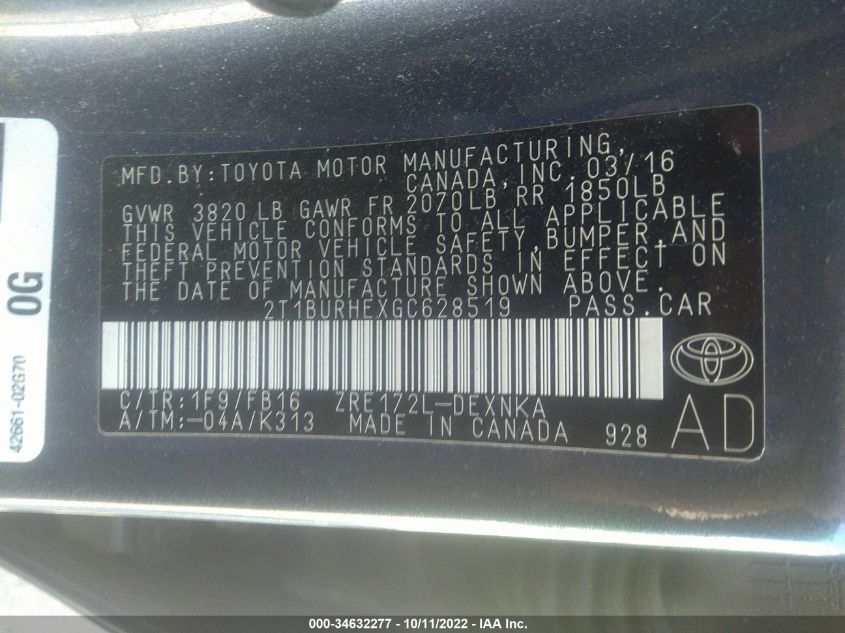 MFD.BY:TOYOTA MOTOR MANUFACTURING,
CANADA,INC. 03/16
GVWR 3820 LB GAWR FR 2070LB RR 1850LB
THIS VEHICLE CONFORMS TO ALL APPLICABLE
FEDERAL MOTOR VEHICLE SAFETY,BUMPER,AND
THEFT PREVENTION STANDARDS IN EFFECT ON
THE DATE OF MANUFACTURE SHOWN ABOVE.
2T1BURHEXGC628519 PASS.CAR
C/TR:1F9/FB16 ZRE172L-DEXNKA
A/TM:-04A/K313 MADE IN CANADA 928 AD
0G
42661-02G70
000-34632277 - 10/11/2022 - IAA Inc.